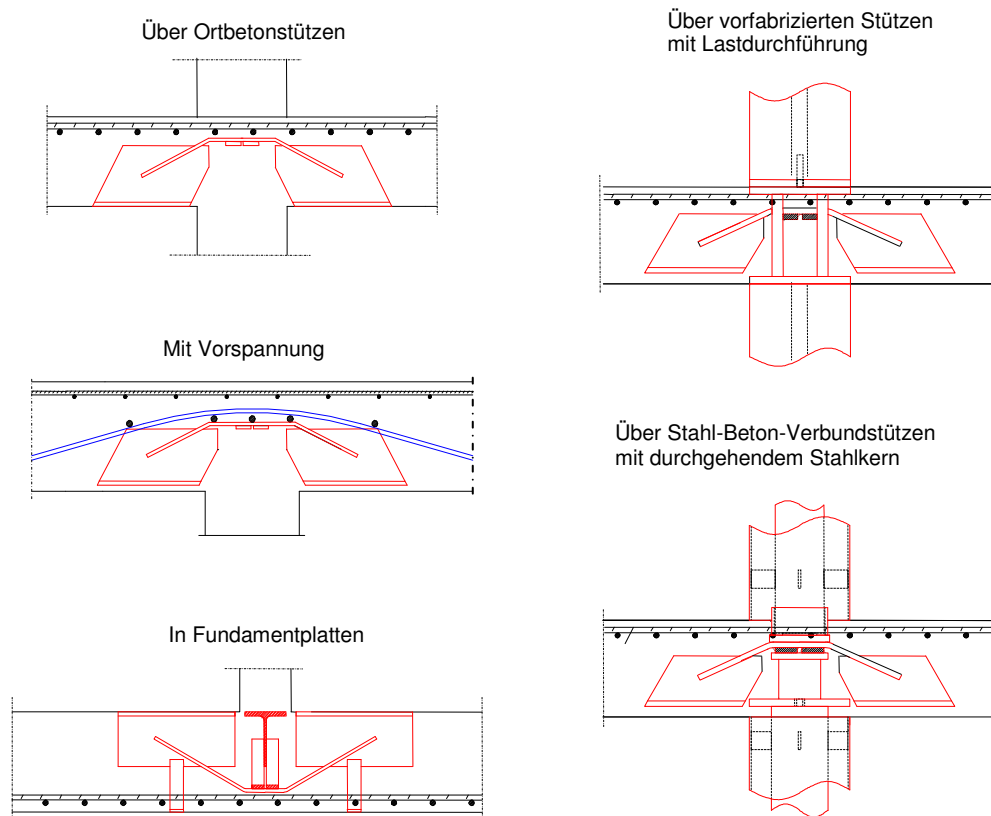 Über Ortbetonstützen
Über vorfabrizierten Stützen
mit Lastdurchführung
Mit Vorspannung
Über Stahl-Beton-Verbundstützen
mit durchgehendem Stahlkern
In Fundamentplatten